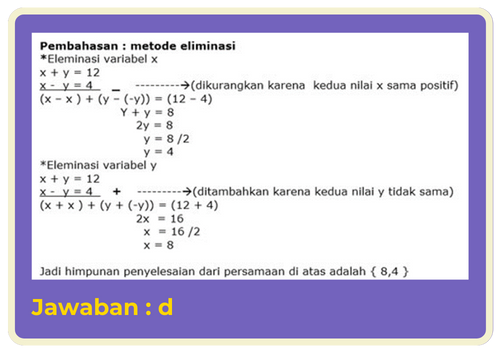 Pembahasan : metode eliminasi
*Eleminasi variabel x
x + y = 12
x - y = 4 − ---------->(dikurangkan karena kedua nilai x sama positif)
(x − x ) + (y − (-y)) = (12 − 4)
Y + y = 8
2y = 8
y = 8 /2
y = 4
*Eleminasi variabel y
x + y = 12
x - y = 4 + ---------->(ditambahkan karena kedua nilai y tidak sama)
(x + x ) + (y + (-y)) = (12 + 4)
2x = 16
x = 16 /2
x = 8
Jadi himpunan penyelesaian dari persamaan di atas adalah { 8,4 }
Jawaban : d